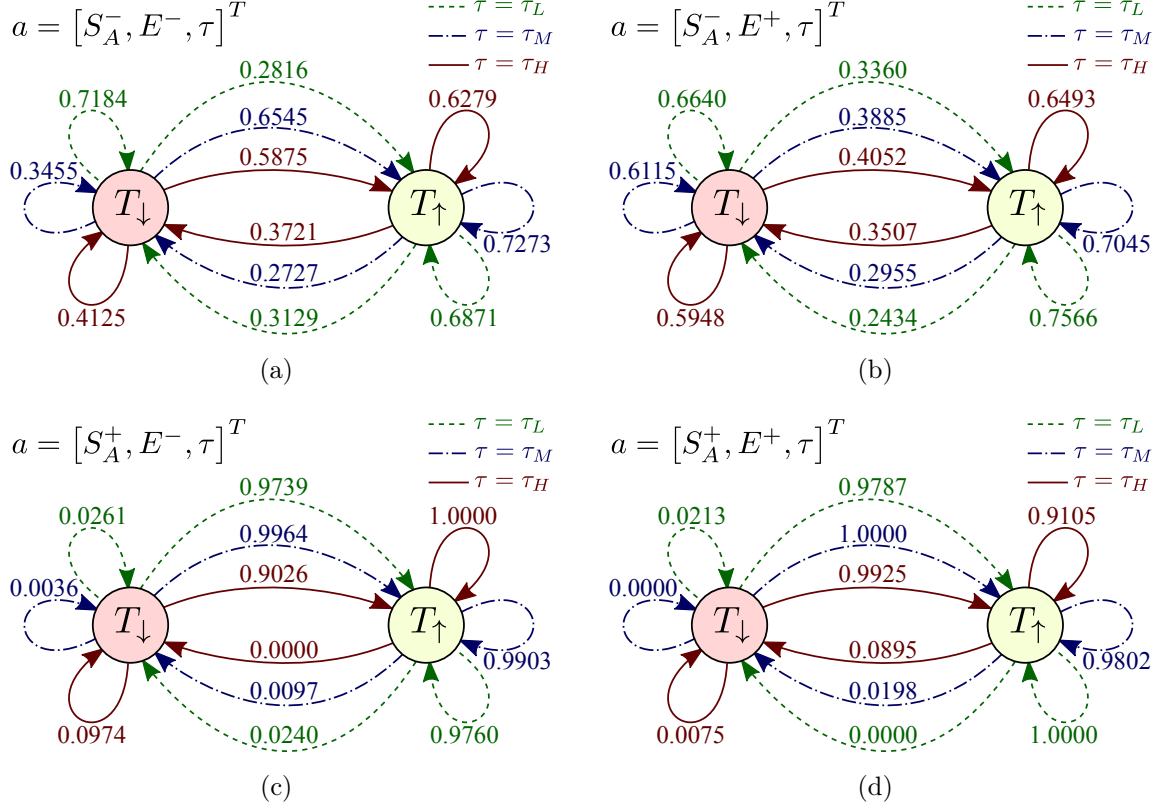 a = [S_A^-, E^-, τ]^T
τ = τ_L
τ = τ_M
τ = τ_H
0.7184
0.2816
0.6279
0.6545
0.3455
0.5875
T↓
T↑
0.3721
0.7273
0.2727
0.4125
0.3129
0.6871
(a)
a = [S_A^-, E^+, τ]^T
τ = τ_L
τ = τ_M
τ = τ_H
0.6640
0.3360
0.6493
0.3885
0.6115
0.4052
T↓
T↑
0.3507
0.7045
0.2955
0.5948
0.2434
0.7566
(b)
a = [S_A^+, E^-, τ]^T
τ = τ_L
τ = τ_M
τ = τ_H
0.0261
0.9739
1.0000
0.9964
0.0036
0.9026
T↓
T↑
0.0000
0.9903
0.0097
0.0974
0.0240
0.9760
(c)
a = [S_A^+, E^+, τ]^T
τ = τ_L
τ = τ_M
τ = τ_H
0.0213
0.9787
0.9105
1.0000
0.0000
0.9925
T↓
T↑
0.0895
0.9802
0.0198
0.0075
0.0000
1.0000
(d)